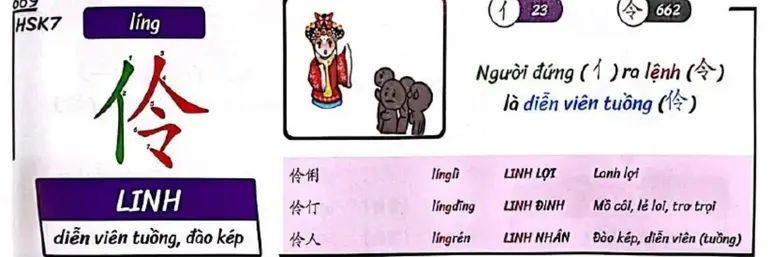 669
HSK7
líng
伶
LINH
diễn viên tuồng, đào kép
亻 23
令 662
Người đứng (亻) ra lệnh (令)
là diễn viên tuồng (伶)
伶俐 línglì LINH LỢI Lanh lợi
伶仃 língdīng LINH ĐINH Mồ côi, lẻ loi, trơ trọi
伶人 língrén LINH NHÂN Đào kép, diễn viên (tuồng)